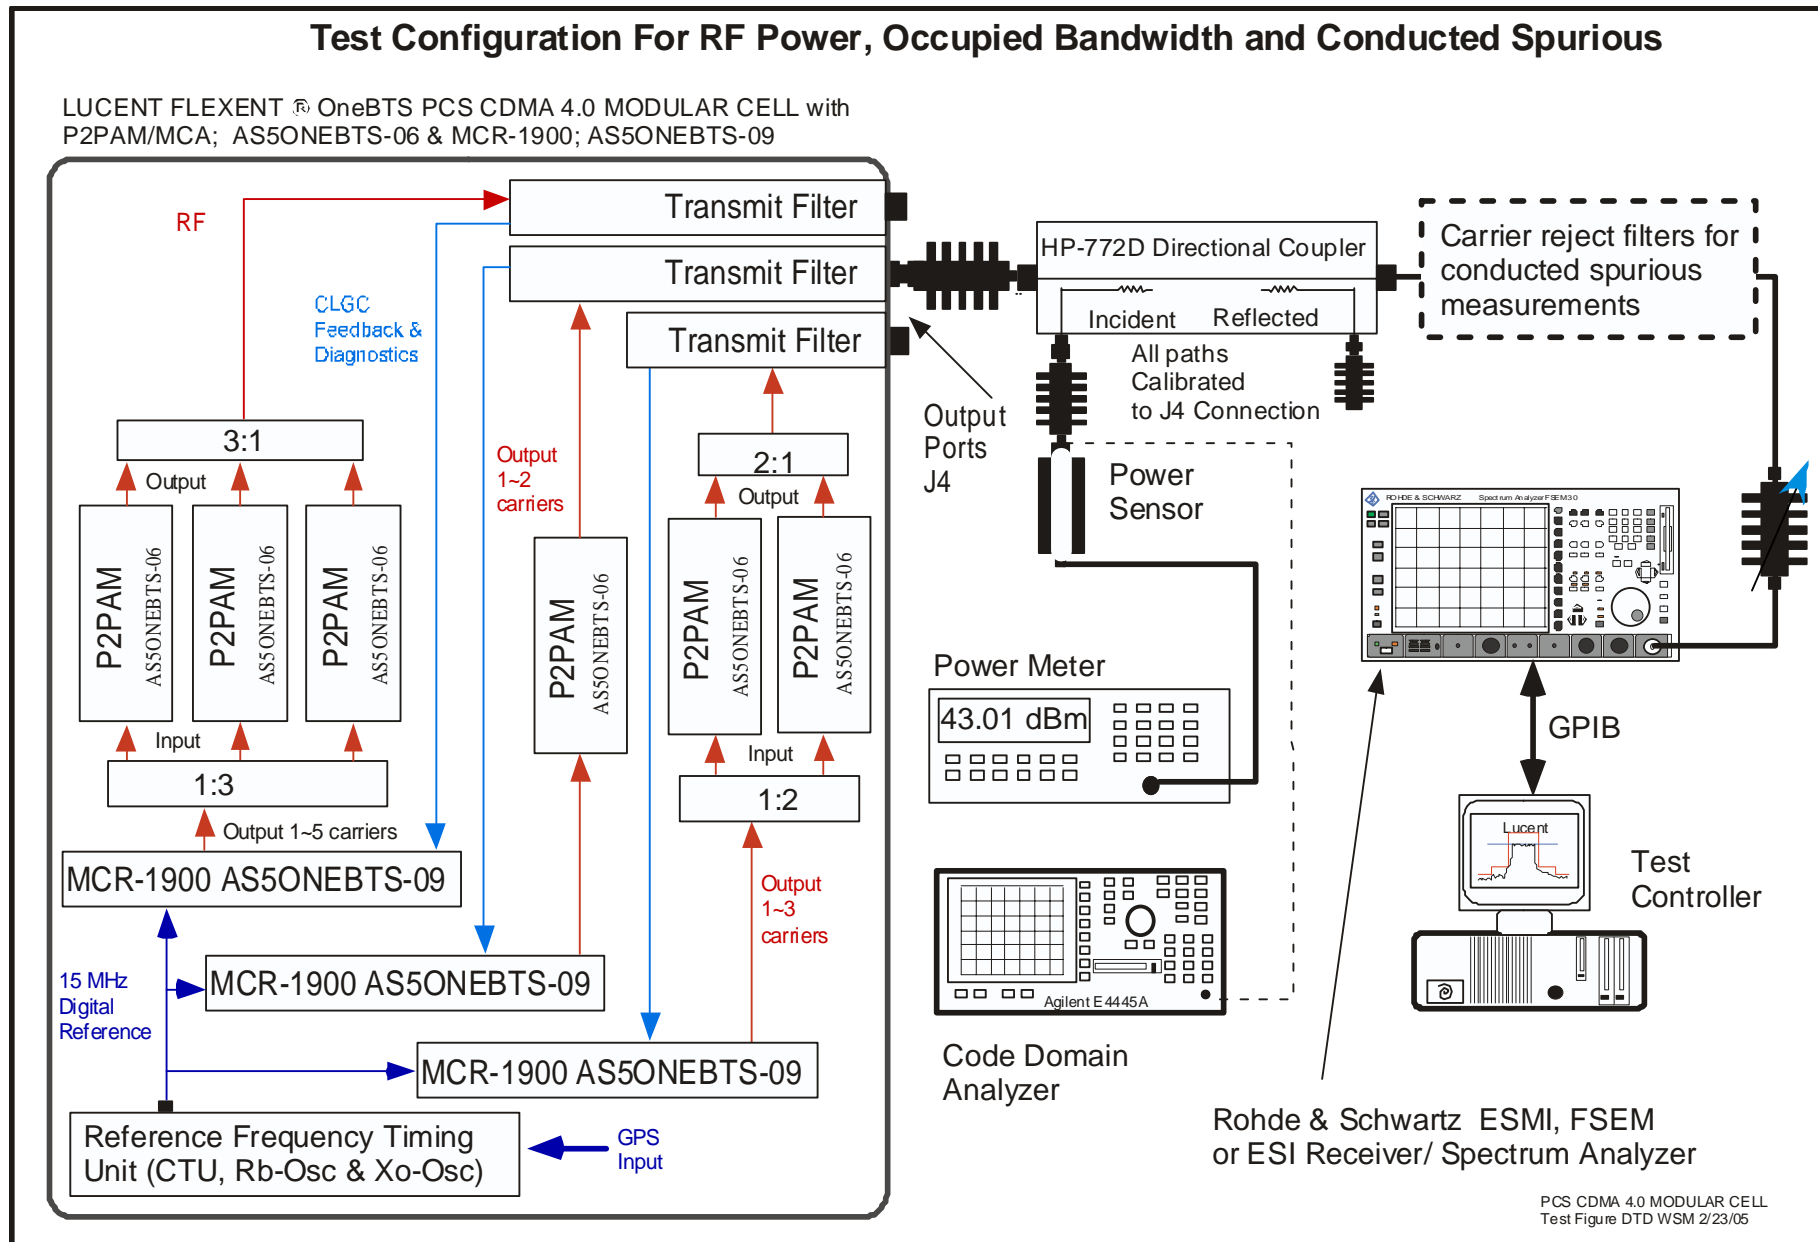 Test Configuration For RF Power, Occupied Bandwidth and Conducted Spurious
LUCENT FLEXENT ® OneBTS PCS CDMA 4.0 MODULAR CELL with
P2PAM/MCA; AS5ONEBTS-06 & MCR-1900; AS5ONEBTS-09
RF
Transmit Filter
Transmit Filter
Transmit Filter
CLGC
Feedback &
Diagnostics
3:1
Output
P2PAM
AS5ONEBTS-06
P2PAM
AS5ONEBTS-06
P2PAM
AS5ONEBTS-06
Input
1:3
Output 1~5 carriers
MCR-1900 AS5ONEBTS-09
Output
1~2
carriers
P2PAM
AS5ONEBTS-06
2:1
Output
P2PAM
AS5ONEBTS-06
P2PAM
AS5ONEBTS-06
Input
1:2
Output
1~3
carriers
MCR-1900 AS5ONEBTS-09
MCR-1900 AS5ONEBTS-09
15 MHz
Digital
Reference
Reference Frequency Timing
Unit (CTU, Rb-Osc & Xo-Osc)
GPS
Input
Output
Ports
J4
HP-772D Directional Coupler
Incident
Reflected
All paths
Calibrated
to J4 Connection
Carrier reject filters for
conducted spurious
measurements
Power
Sensor
Power Meter
43.01 dBm
Agilent E4445A
Code Domain
Analyzer
ROHDE & SCHWARZ Spectrum Analyzer FSEM30
GPIB
Lucent
Test
Controller
Rohde & Schwartz ESMI, FSEM
or ESI Receiver/ Spectrum Analyzer
PCS CDMA 4.0 MODULAR CELL
Test Figure DTD WSM 2/23/05